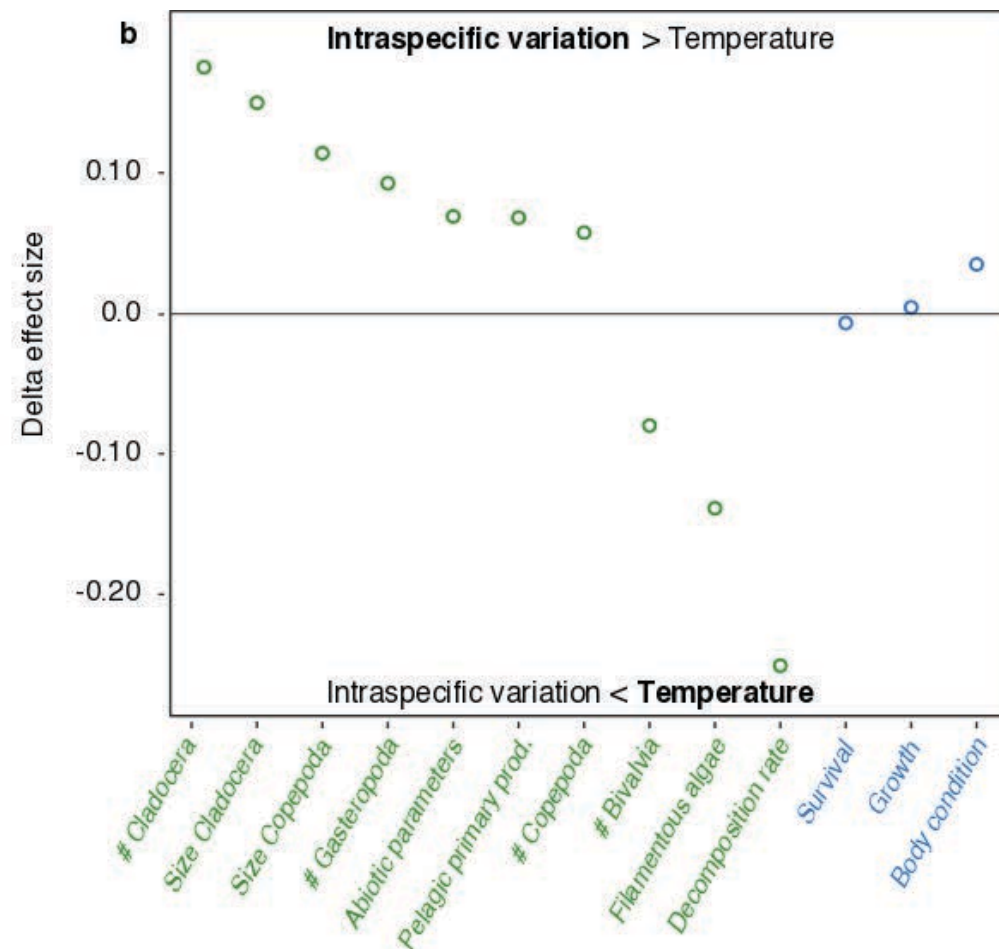 b
Intraspecific variation > Temperature
Delta effect size
0.10
0.0
-0.10
-0.20
Intraspecific variation < Temperature
# Cladocera
Size Cladocera
Size Copepoda
# Gasteropoda
Abiotic parameters
Pelagic primary prod.
# Copepoda
# Bivalvia
Filamentous algae
Decomposition rate
Survival
Growth
Body condition